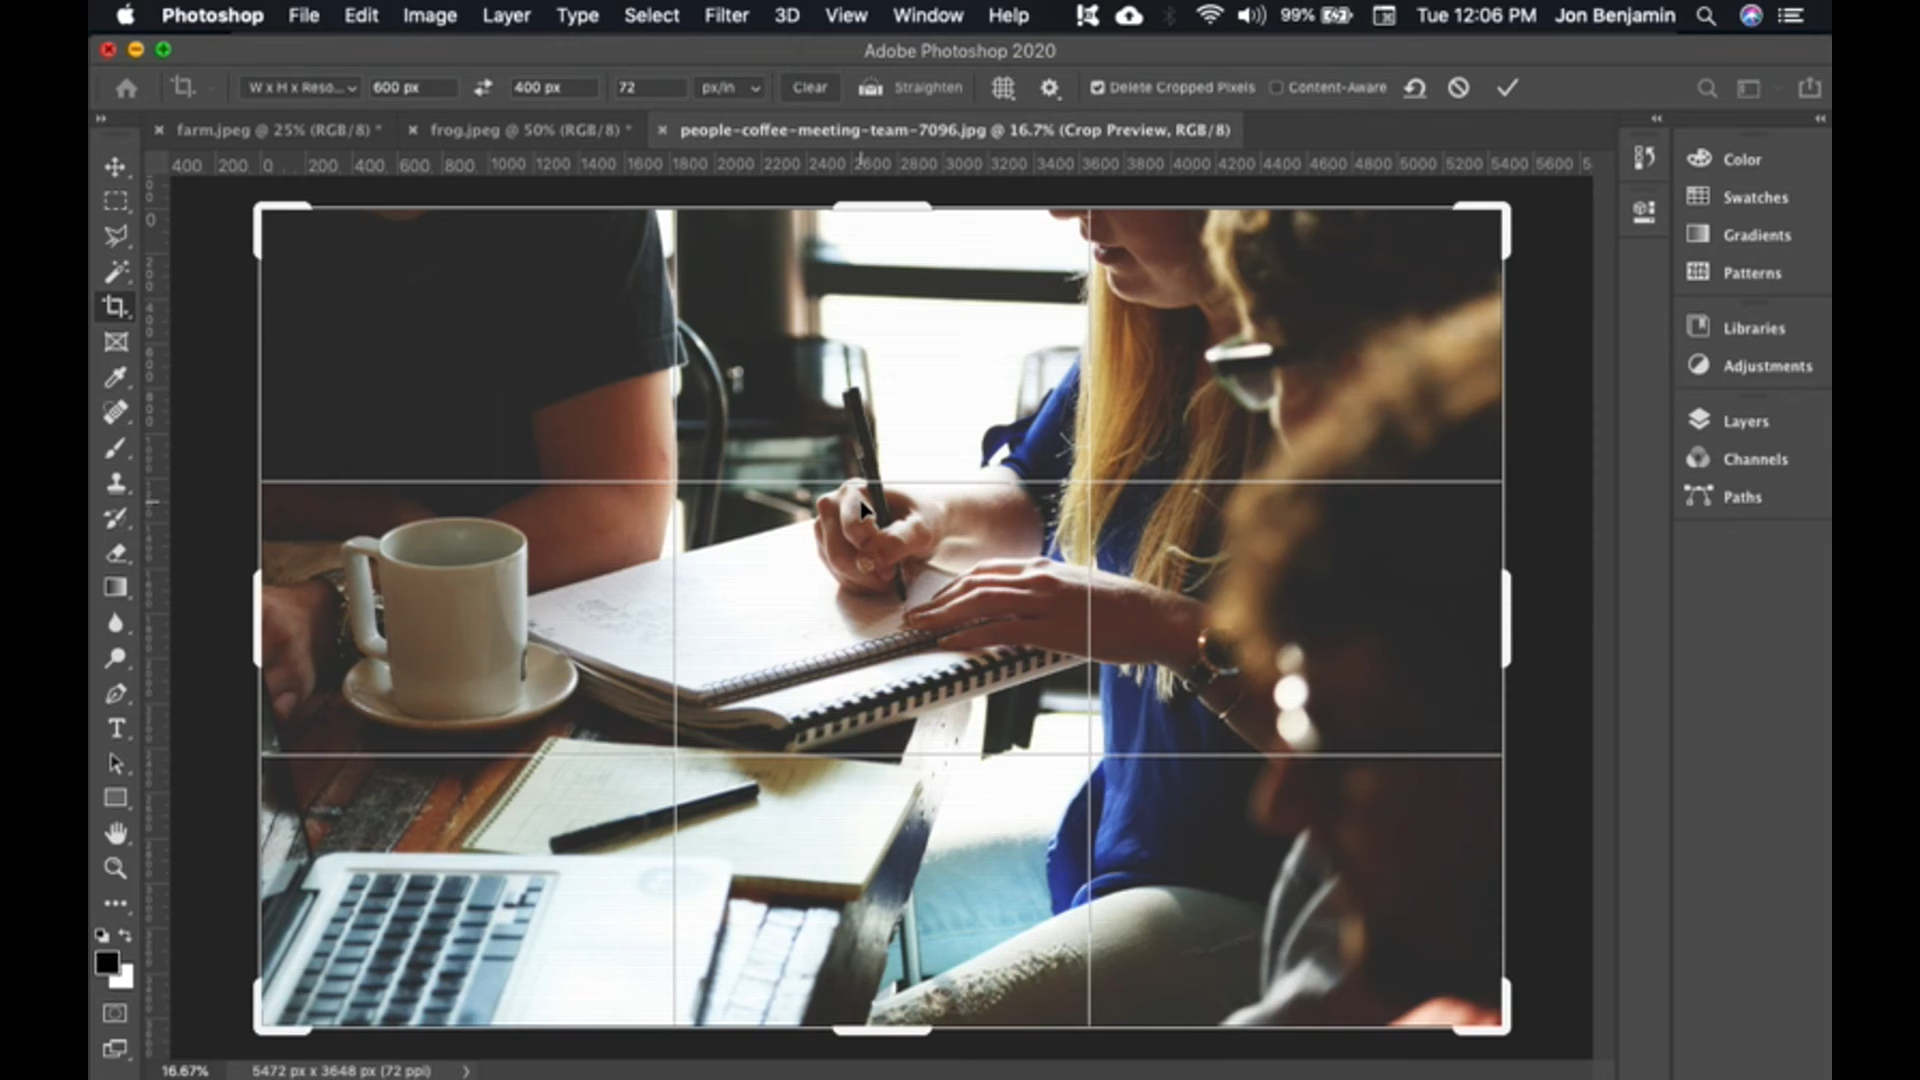 Photoshop File Edit Image Layer Type Select Filter 3D View Window Help 99% Tue 12:06 PM Jon Benjamin
Adobe Photoshop 2020
W x H x Reso... 600 px 400 px 72 px/in Clear Straighten Delete Cropped Pixels Content-Aware
farm.jpeg @ 25% (RGB/8) * frog.jpeg @ 50% (RGB/8) * people-coffee-meeting-team-7096.jpg @ 16.7% (Crop Preview, RGB/8)
400 200 0 200 400 600 800 1000 1200 1400 1600 1800 2000 2200 2400 2600 2800 3000 3200 3400 3600 3800 4000 4200 4400 4600 4800 5000 5200 5400 5600 5
Color
Swatches
Gradients
Patterns
Libraries
Adjustments
Layers
Channels
Paths
16.67% 5472 px x 3648 px (72 ppi)